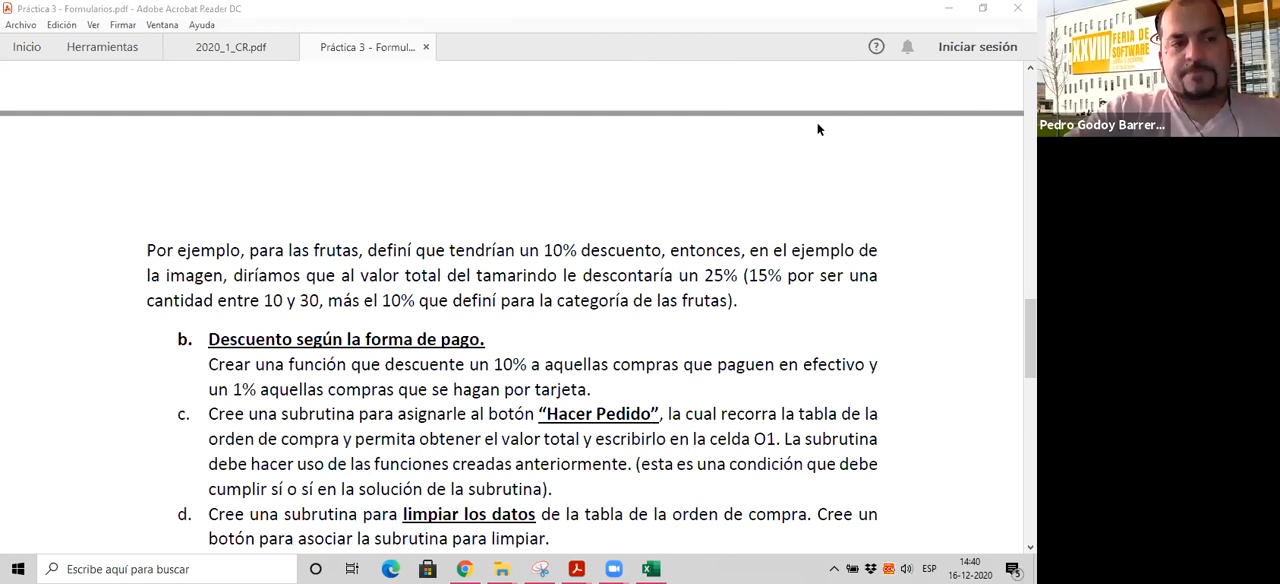 Práctica 3 - Formularios.pdf - Adobe Acrobat Reader DC
Archivo Edición Ver Firmar Ventana Ayuda
Inicio Herramientas 2020_1_CR.pdf Práctica 3 - Formul... × ? Iniciar sesión
XXVIII FERIA DE SOFTWARE
Pedro Godoy Barrer...
Por ejemplo, para las frutas, definí que tendrían un 10% descuento, entonces, en el ejemplo de
la imagen, diríamos que al valor total del tamarindo le descontaría un 25% (15% por ser una
cantidad entre 10 y 30, más el 10% que definí para la categoría de las frutas).
b. Descuento según la forma de pago.
Crear una función que descuente un 10% a aquellas compras que paguen en efectivo y
un 1% aquellas compras que se hagan por tarjeta.
c. Cree una subrutina para asignarle al botón “Hacer Pedido”, la cual recorra la tabla de la
orden de compra y permita obtener el valor total y escribirlo en la celda O1. La subrutina
debe hacer uso de las funciones creadas anteriormente. (esta es una condición que debe
cumplir sí o sí en la solución de la subrutina).
d. Cree una subrutina para limpiar los datos de la tabla de la orden de compra. Cree un
botón para asociar la subrutina para limpiar.
Escribe aquí para buscar ESP 14:40
16-12-2020 5